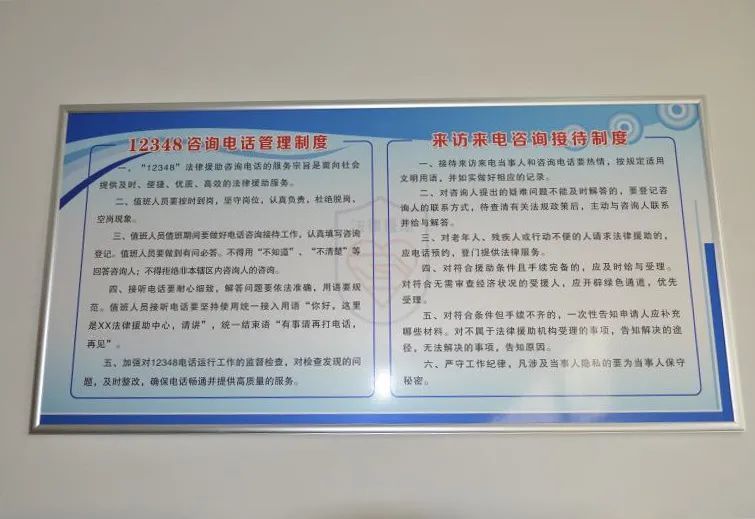 12348咨询电话管理制度
一、“12348”法律援助咨询电话的服务宗旨是面向社会
提供及时、便捷、优质、高效的法律援助服务。
二、值班人员要按时到岗，坚守岗位，认真负责，杜绝脱岗、
空岗现象。
三、值班人员值班期间要做好电话咨询接待工作，认真填写咨询
登记。值班人员要做到有问必答。不得用“不知道”、“不清楚”等
回答咨询人；不得拒绝非本辖区内咨询人的咨询。
四、接听电话要耐心细致，解答问题要依法准确，用语要规
范。值班人员接听电话要坚持使用统一接入用语“你好，这里
是XX法律援助中心，请讲”，统一结束语“有事请再打电话，
再见”。
五、加强对12348电话运行工作的监督检查，对检查发现的问
题，及时整改，确保电话畅通并提供高质量的服务。
来访来电咨询接待制度
一、接待来访来电当事人和咨询电话要热情，按规定适用
文明用语，并如实做好相应的记录。
二、对咨询人提出的疑难问题不能及时解答的，要登记咨
询人的联系方式，待查清有关法规政策后，主动与咨询人联系
并给与解答。
三、对老年人、残疾人或行动不便的人请求法律援助的，
应电话预约，登门提供法律服务。
四、对符合援助条件且手续完备的，应及时给与受理。
对符合无需审查经济状况的受援人，应开辟绿色通道，优先
受理。
五、对符合条件但手续不齐的，一次性告知申请人应补充
哪些材料。对不属于法律援助机构受理的事项，告知解决的途
径，无法解决的事项，告知原因。
六、严守工作纪律，凡涉及当事人隐私的要为当事人保守
秘密。